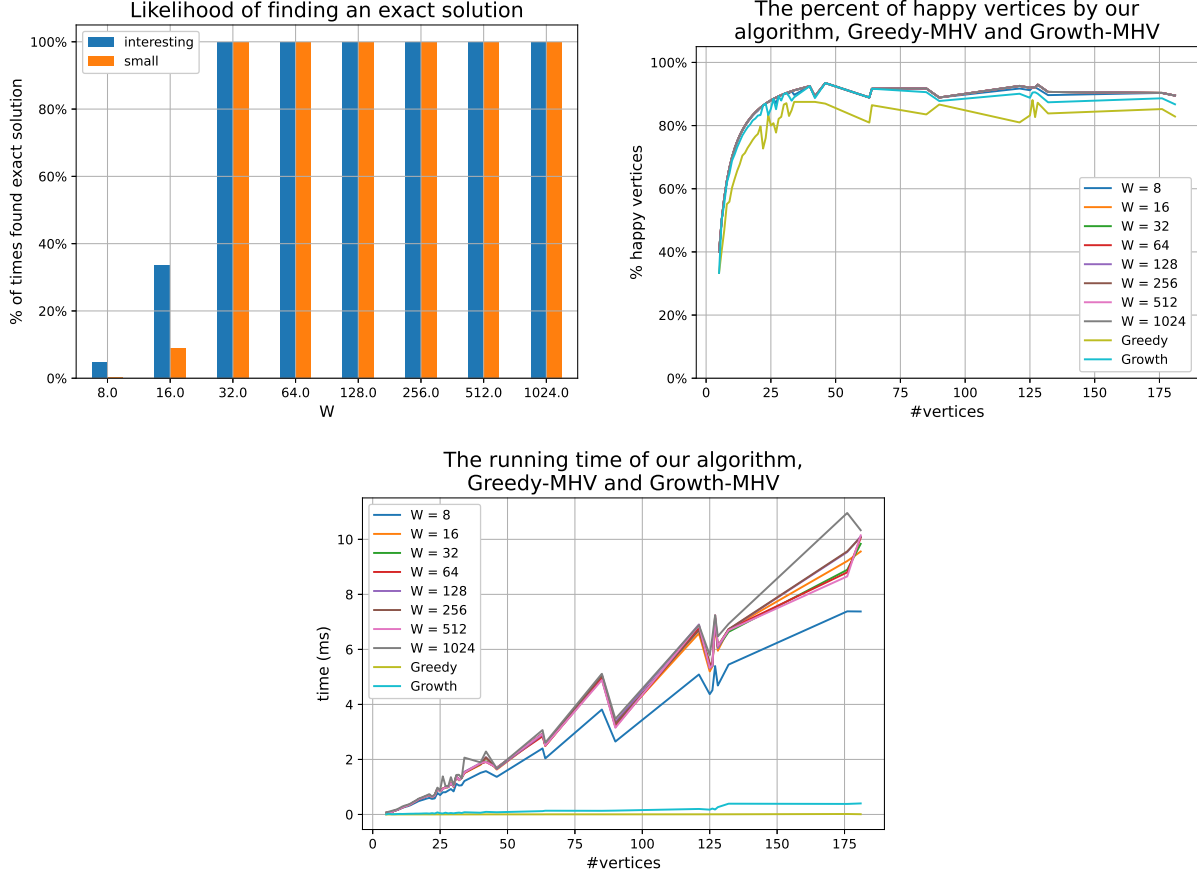 Likelihood of finding an exact solution
% of times found exact solution
100%
80%
60%
40%
20%
0%
interesting
small
8.0 16.0 32.0 64.0 128.0 256.0 512.0 1024.0
W
The percent of happy vertices by our
algorithm, Greedy-MHV and Growth-MHV
% happy vertices
100%
80%
60%
40%
20%
0%
W = 8
W = 16
W = 32
W = 64
W = 128
W = 256
W = 512
W = 1024
Greedy
Growth
0 25 50 75 100 125 150 175
#vertices
The running time of our algorithm,
Greedy-MHV and Growth-MHV
time (ms)
10
8
6
4
2
0
W = 8
W = 16
W = 32
W = 64
W = 128
W = 256
W = 512
W = 1024
Greedy
Growth
0 25 50 75 100 125 150 175
#vertices